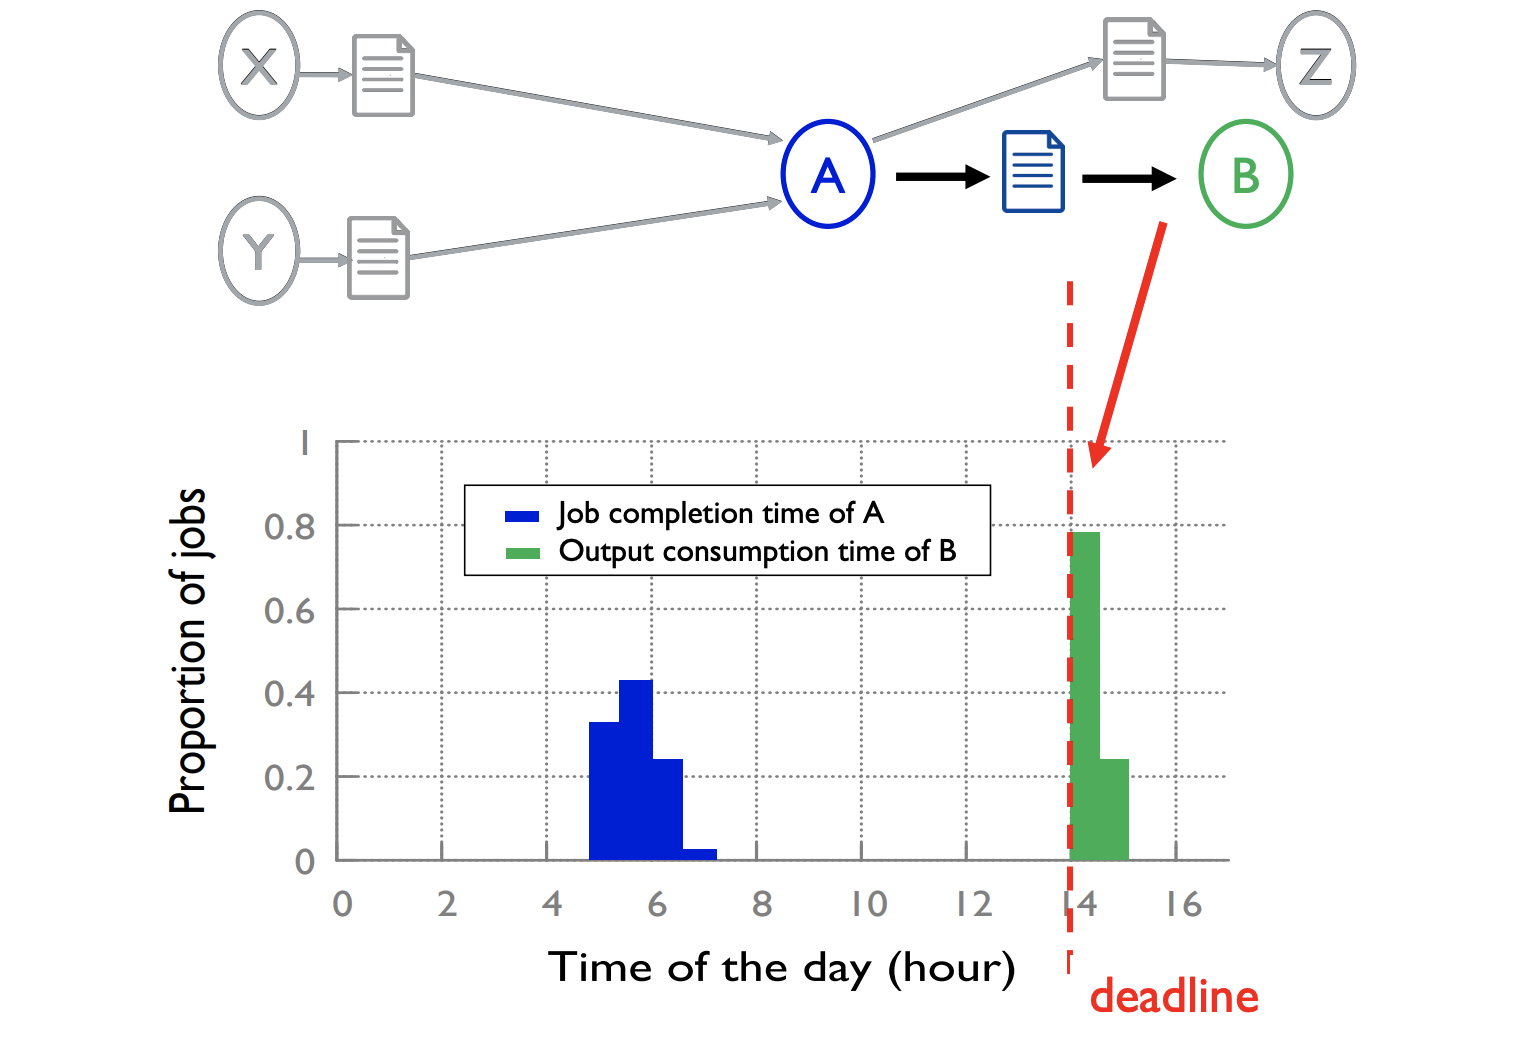 X
Z
A
B
Y
1
0.8
0.6
0.4
0.2
0
Proportion of jobs
Job completion time of A
Output consumption time of B
0 2 4 6 8 10 12 14 16
Time of the day (hour)
deadline